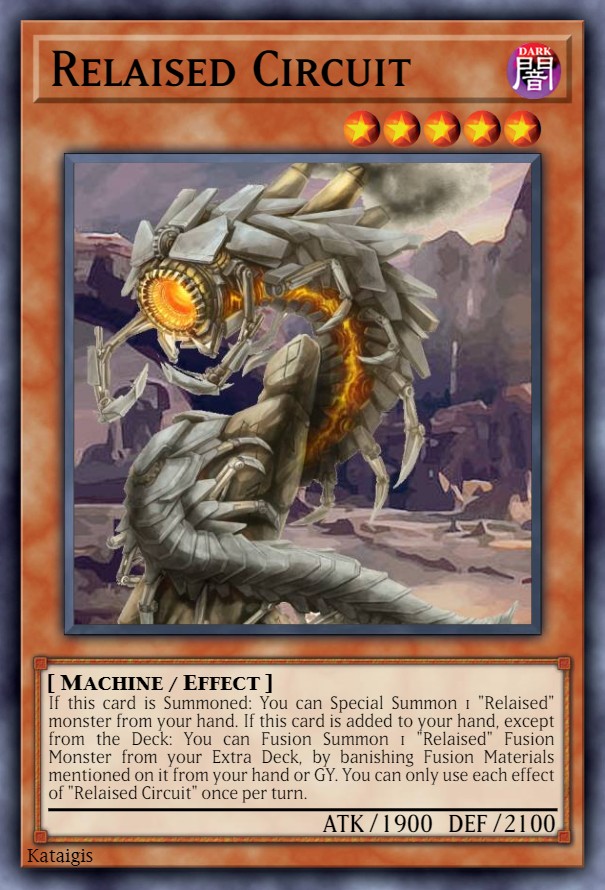 Relaised Circuit
DARK
闇
[ Machine / Effect ]
If this card is Summoned: You can Special Summon 1 "Relaised"
monster from your hand. If this card is added to your hand, except
from the Deck: You can Fusion Summon 1 "Relaised" Fusion
Monster from your Extra Deck, by banishing Fusion Materials
mentioned on it from your hand or GY. You can only use each effect
of "Relaised Circuit" once per turn.
ATK/1900 DEF/2100
Kataigis